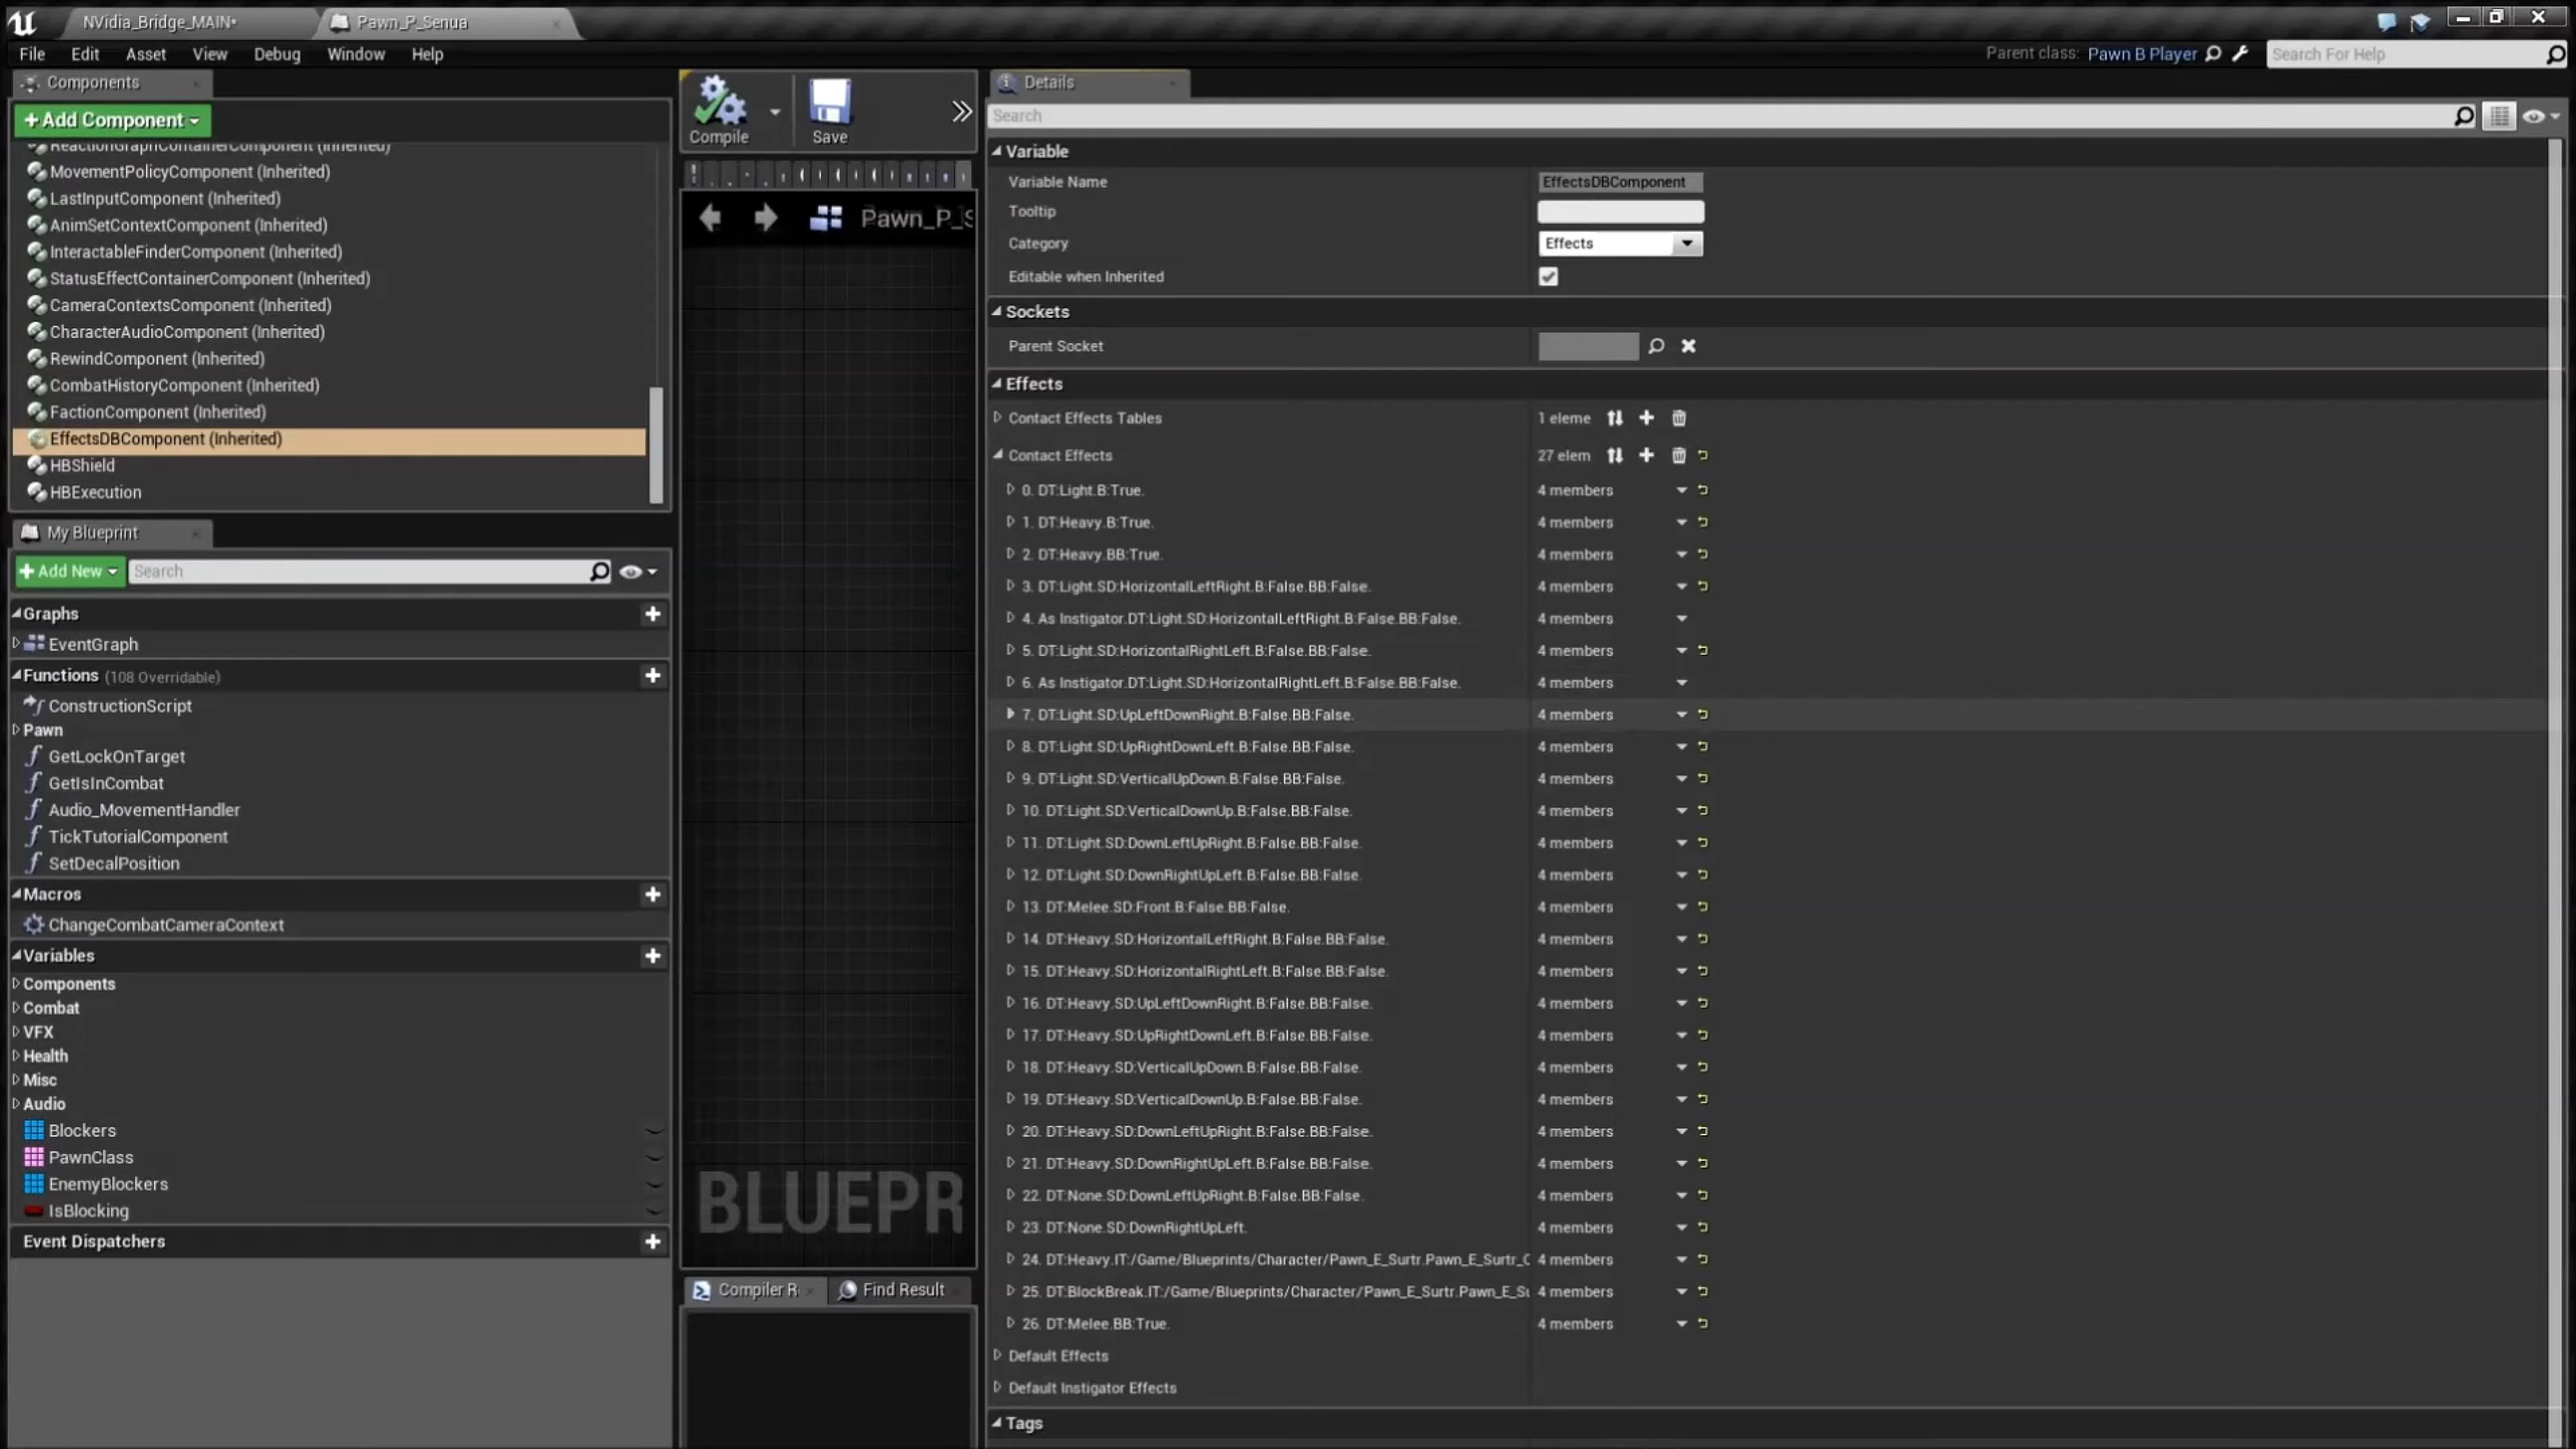 NVidia_Bridge_MAIN*
Pawn_P_Senua
File Edit Asset View Debug Window Help
Parent class: Pawn B Player
Search For Help
Components
+Add Component
ReactionGraphContainerComponent (Inherited)
MovementPolicyComponent (Inherited)
LastInputComponent (Inherited)
AnimSetContextComponent (Inherited)
InteractableFinderComponent (Inherited)
StatusEffectContainerComponent (Inherited)
CameraContextsComponent (Inherited)
CharacterAudioComponent (Inherited)
RewindComponent (Inherited)
CombatHistoryComponent (Inherited)
FactionComponent (Inherited)
EffectsDBComponent (Inherited)
HBShield
HBExecution
My Blueprint
+Add New
Search
Graphs
EventGraph
Functions (108 Overridable)
ConstructionScript
Pawn
GetLockOnTarget
GetIsInCombat
Audio_MovementHandler
TickTutorialComponent
SetDecalPosition
Macros
ChangeCombatCameraContext
Variables
Components
Combat
VFX
Health
Misc
Audio
Blockers
PawnClass
EnemyBlockers
IsBlocking
Event Dispatchers
Compile
Save
Pawn_P_S
BLUEPR
Compiler R
Find Result
Details
Search
Variable
Variable Name EffectsDBComponent
Tooltip
Category Effects
Editable when Inherited
Sockets
Parent Socket
Effects
Contact Effects Tables 1 eleme
Contact Effects 27 elem
0. DT:Light.B:True. 4 members
1. DT:Heavy.B:True. 4 members
2. DT:Heavy.BB:True. 4 members
3. DT:Light.SD:HorizontalLeftRight.B:False.BB:False. 4 members
4. As Instigator.DT:Light.SD:HorizontalLeftRight.B:False.BB:False. 4 members
5. DT:Light.SD:HorizontalRightLeft.B:False.BB:False. 4 members
6. As Instigator.DT:Light.SD:HorizontalRightLeft.B:False.BB:False. 4 members
7. DT:Light.SD:UpLeftDownRight.B:False.BB:False. 4 members
8. DT:Light.SD:UpRightDownLeft.B:False.BB:False. 4 members
9. DT:Light.SD:VerticalUpDown.B:False.BB:False. 4 members
10. DT:Light.SD:VerticalDownUp.B:False.BB:False. 4 members
11. DT:Light.SD:DownLeftUpRight.B:False.BB:False. 4 members
12. DT:Light.SD:DownRightUpLeft.B:False.BB:False. 4 members
13. DT:Melee.SD:Front.B:False.BB:False. 4 members
14. DT:Heavy.SD:HorizontalLeftRight.B:False.BB:False. 4 members
15. DT:Heavy.SD:HorizontalRightLeft.B:False.BB:False. 4 members
16. DT:Heavy.SD:UpLeftDownRight.B:False.BB:False. 4 members
17. DT:Heavy.SD:UpRightDownLeft.B:False.BB:False. 4 members
18. DT:Heavy.SD:VerticalUpDown.B:False.BB:False. 4 members
19. DT:Heavy.SD:VerticalDownUp.B:False.BB:False. 4 members
20. DT:Heavy.SD:DownLeftUpRight.B:False.BB:False. 4 members
21. DT:Heavy.SD:DownRightUpLeft.B:False.BB:False. 4 members
22. DT:None.SD:DownLeftUpRight.B:False.BB:False. 4 members
23. DT:None.SD:DownRightUpLeft. 4 members
24. DT:Heavy.IT:/Game/Blueprints/Character/Pawn_E_Surtr.Pawn_E_Surtr_C 4 members
25. DT:BlockBreak.IT:/Game/Blueprints/Character/Pawn_E_Surtr.Pawn_E_Su 4 members
26. DT:Melee.BB:True. 4 members
Default Effects
Default Instigator Effects
Tags